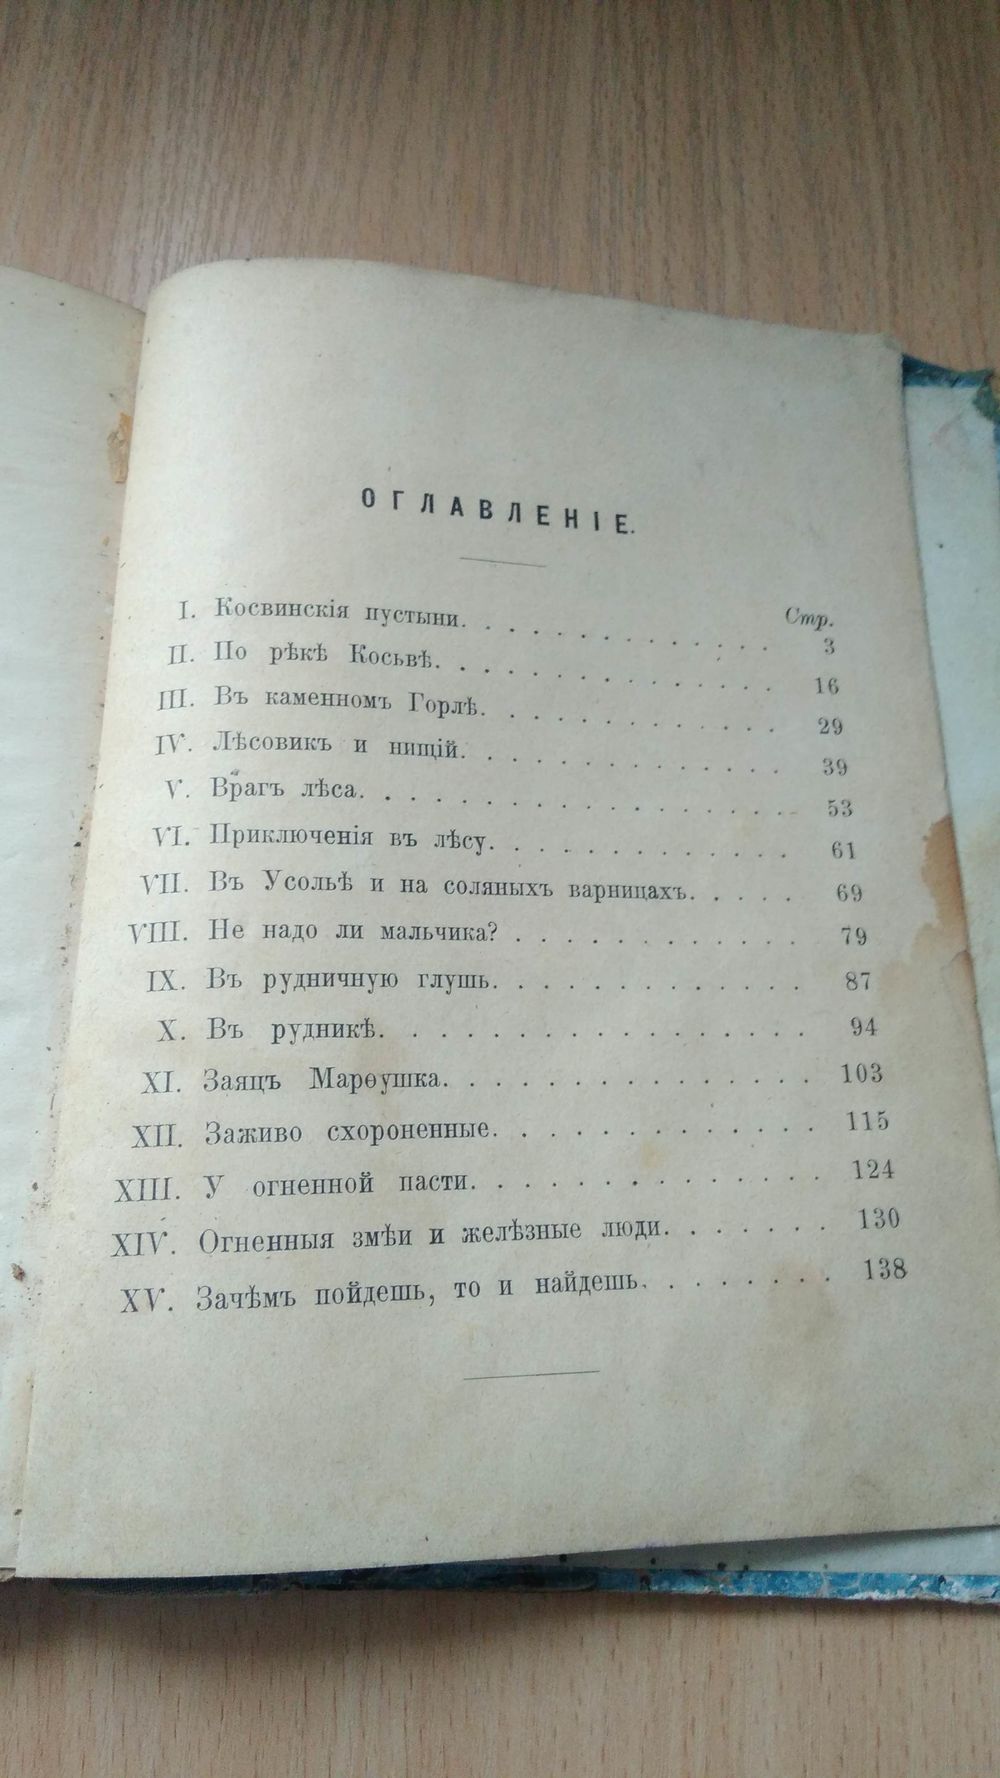 ОГЛАВЛЕНІЕ.
Стр.
I. Косвинскія пустыни. 3
II. По рѣкѣ Косьвѣ. 16
III. Въ каменномъ Горлѣ. 29
IV. Лѣсовикъ и нищій. 39
V. Врагъ лѣса. 53
VI. Приключенія въ лѣсу. 61
VII. Въ Усольѣ и на соляныхъ варницахъ. 69
VIII. Не надо ли мальчика? 79
IX. Въ рудничную глушь. 87
X. Въ рудникѣ. 94
XI. Заяцъ Марѳушка. 103
XII. Заживо схороненные. 115
XIII. У огненной пасти. 124
XIV. Огненныя змѣи и желѣзные люди. 130
XV. Зачѣмъ пойдешь, то и найдешь. 138